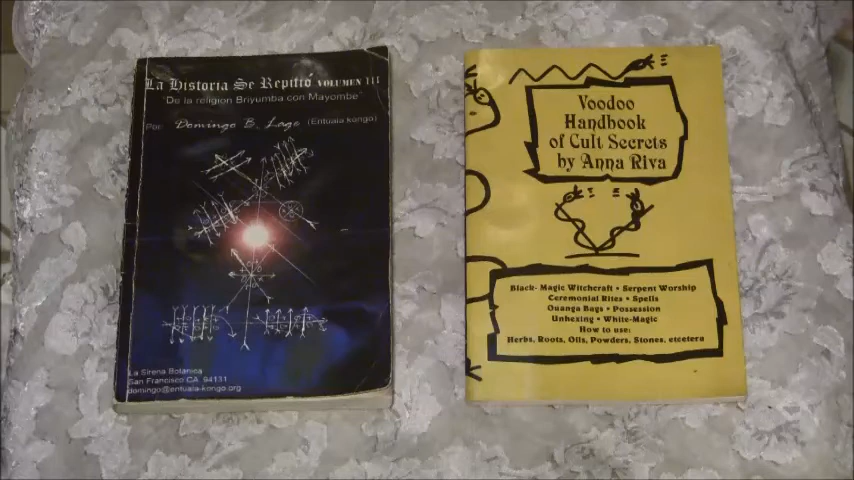 La Historia Se Repitió VOLUMEN III
"De la religion Briyumba con Mayombe"
Por: Domingo B. Lage (Entuala kongo)
La Sirena Botanica
San Francisco CA. 94131
domingo@entuala-kongo.org
Voodoo
Handbook
of Cult Secrets
by Anna Riva
Black-Magic Witchcraft • Serpent Worship
Ceremonial Rites • Spells
Ouanga Bags • Possession
Unhexing • White-Magic
How to use:
Herbs, Roots, Oils, Powders, Stones, etcetera